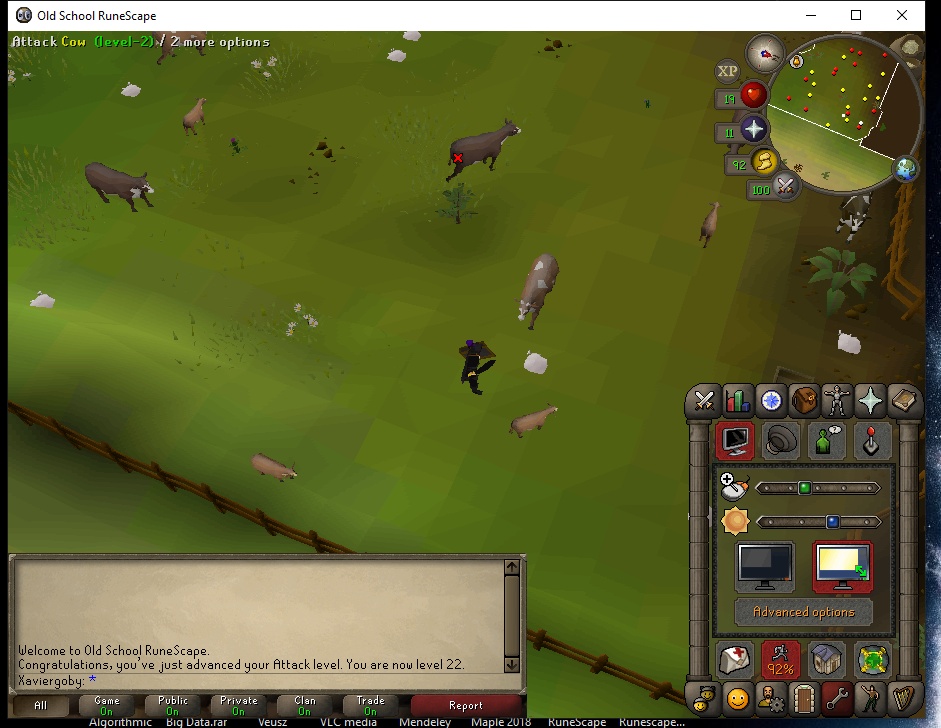 Old School RuneScape
Attack Cow (level-2) / 2 more options
XP
19
11
92
100
Advanced options
92%
Welcome to Old School RuneScape.
Congratulations, you've just advanced your Attack level. You are now level 22.
Xaviergoby: *
All
Game
On
Public
On
Private
On
Clan
On
Trade
On
Report
Algorithmic Big Data.rar Veusz VLC media Mendeley Maple 2018 RuneScape Runescape...